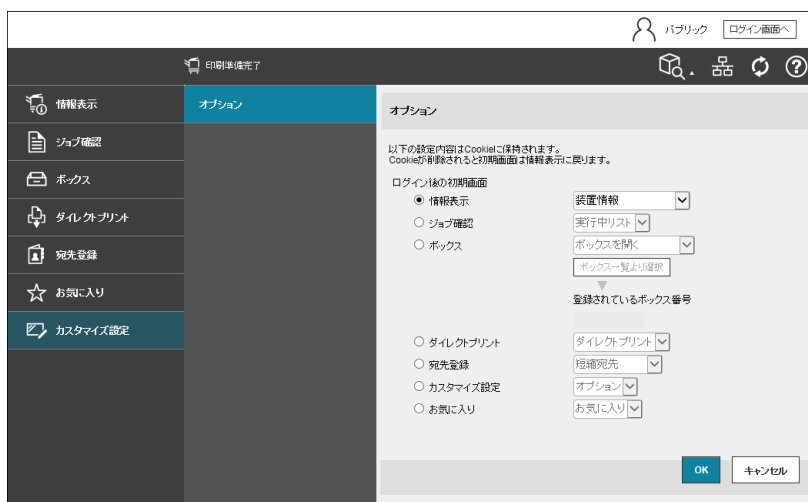 パブリック
ログイン画面へ
印刷準備完了
情報表示
ジョブ確認
ボックス
ダイレクトプリント
宛先登録
お気に入り
カスタマイズ設定
オプション
オプション
以下の設定内容はCookieに保持されます。
Cookieが削除されると初期画面は情報表示に戻ります。
ログイン後の初期画面
情報表示 装置情報
ジョブ確認 実行中リスト
ボックス ボックスを開く
ボックス一覧より選択
登録されているボックス番号
ダイレクトプリント ダイレクトプリント
宛先登録 短縮宛先
カスタマイズ設定 オプション
お気に入り お気に入り
OK キャンセル